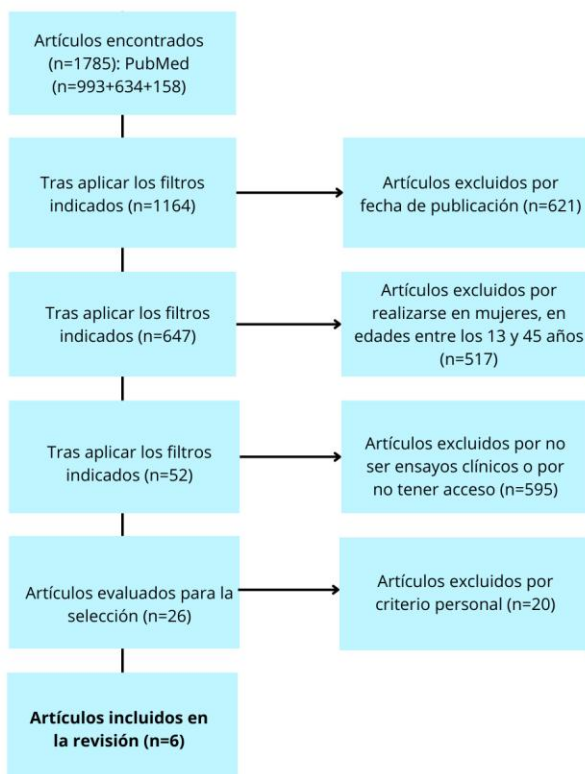 Artículos encontrados
(n=1785): PubMed
(n=993+634+158)
Tras aplicar los filtros
indicados (n=1164)
Artículos excluidos por
fecha de publicación (n=621)
Tras aplicar los filtros
indicados (n=647)
Artículos excluidos por
realizarse en mujeres, en
edades entre los 13 y 45 años
(n=517)
Tras aplicar los filtros
indicados (n=52)
Artículos excluidos por no
ser ensayos clínicos o por
no tener acceso (n=595)
Artículos evaluados para la
selección (n=26)
Artículos excluidos por
criterio personal (n=20)
Artículos incluidos en
la revisión (n=6)